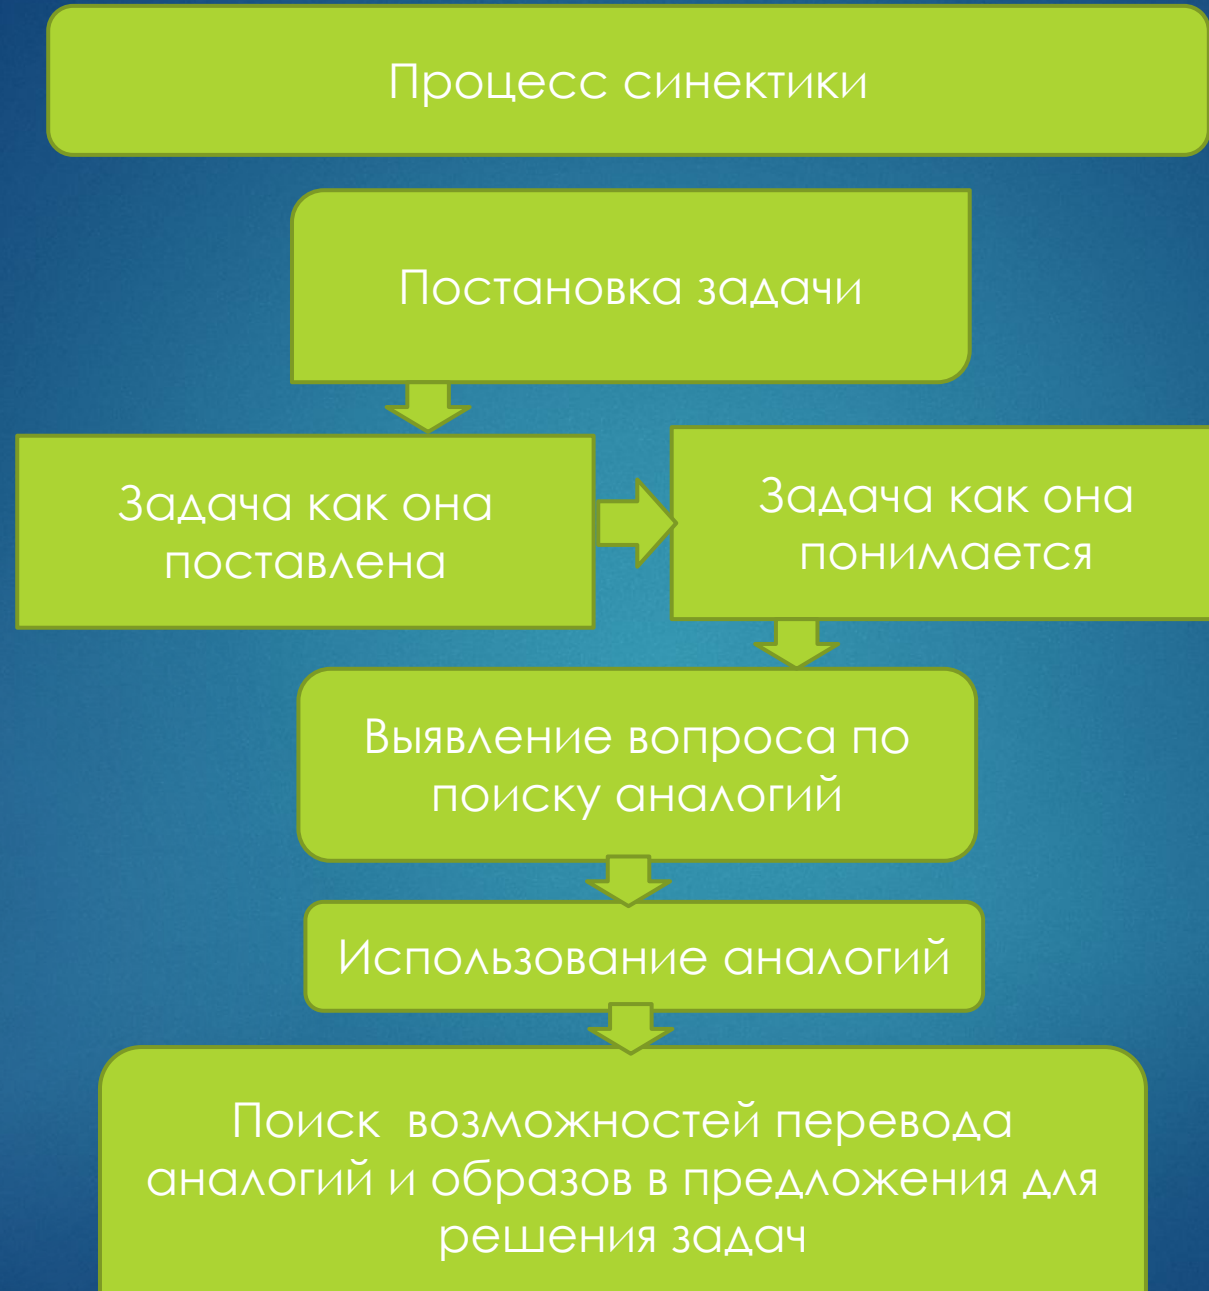 Процесс синектики
Постановка задачи
Задача как она
поставлена
Задача как она
понимается
Выявление вопроса по
поиску аналогий
Использование аналогий
Поиск  возможностей перевода
аналогий и образов в предложения для
решения задач